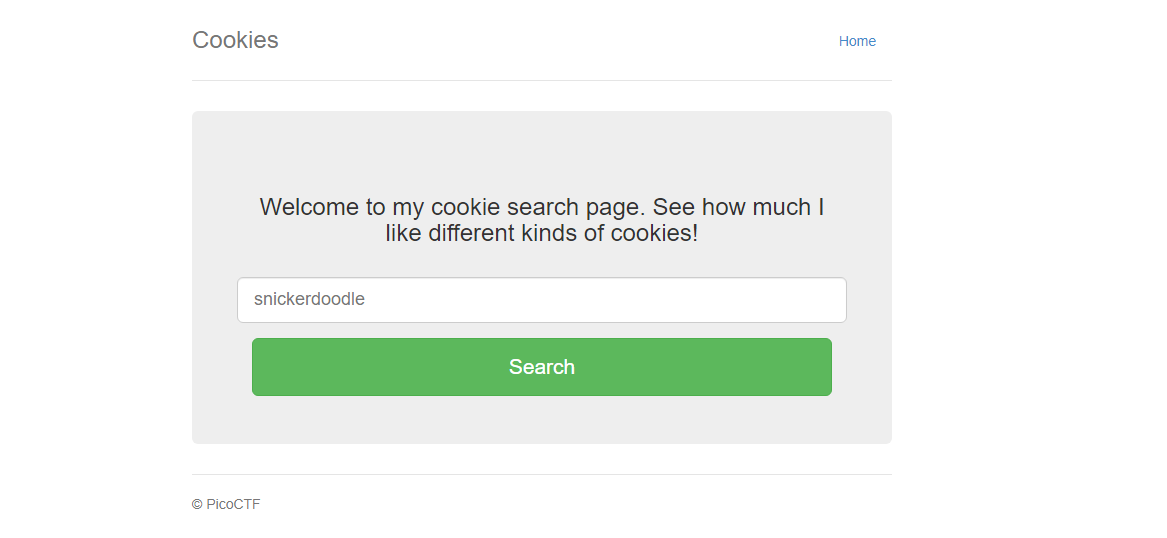 Cookies
Home
Welcome to my cookie search page. See how much I
like different kinds of cookies!
snickerdoodle
Search
© PicoCTF